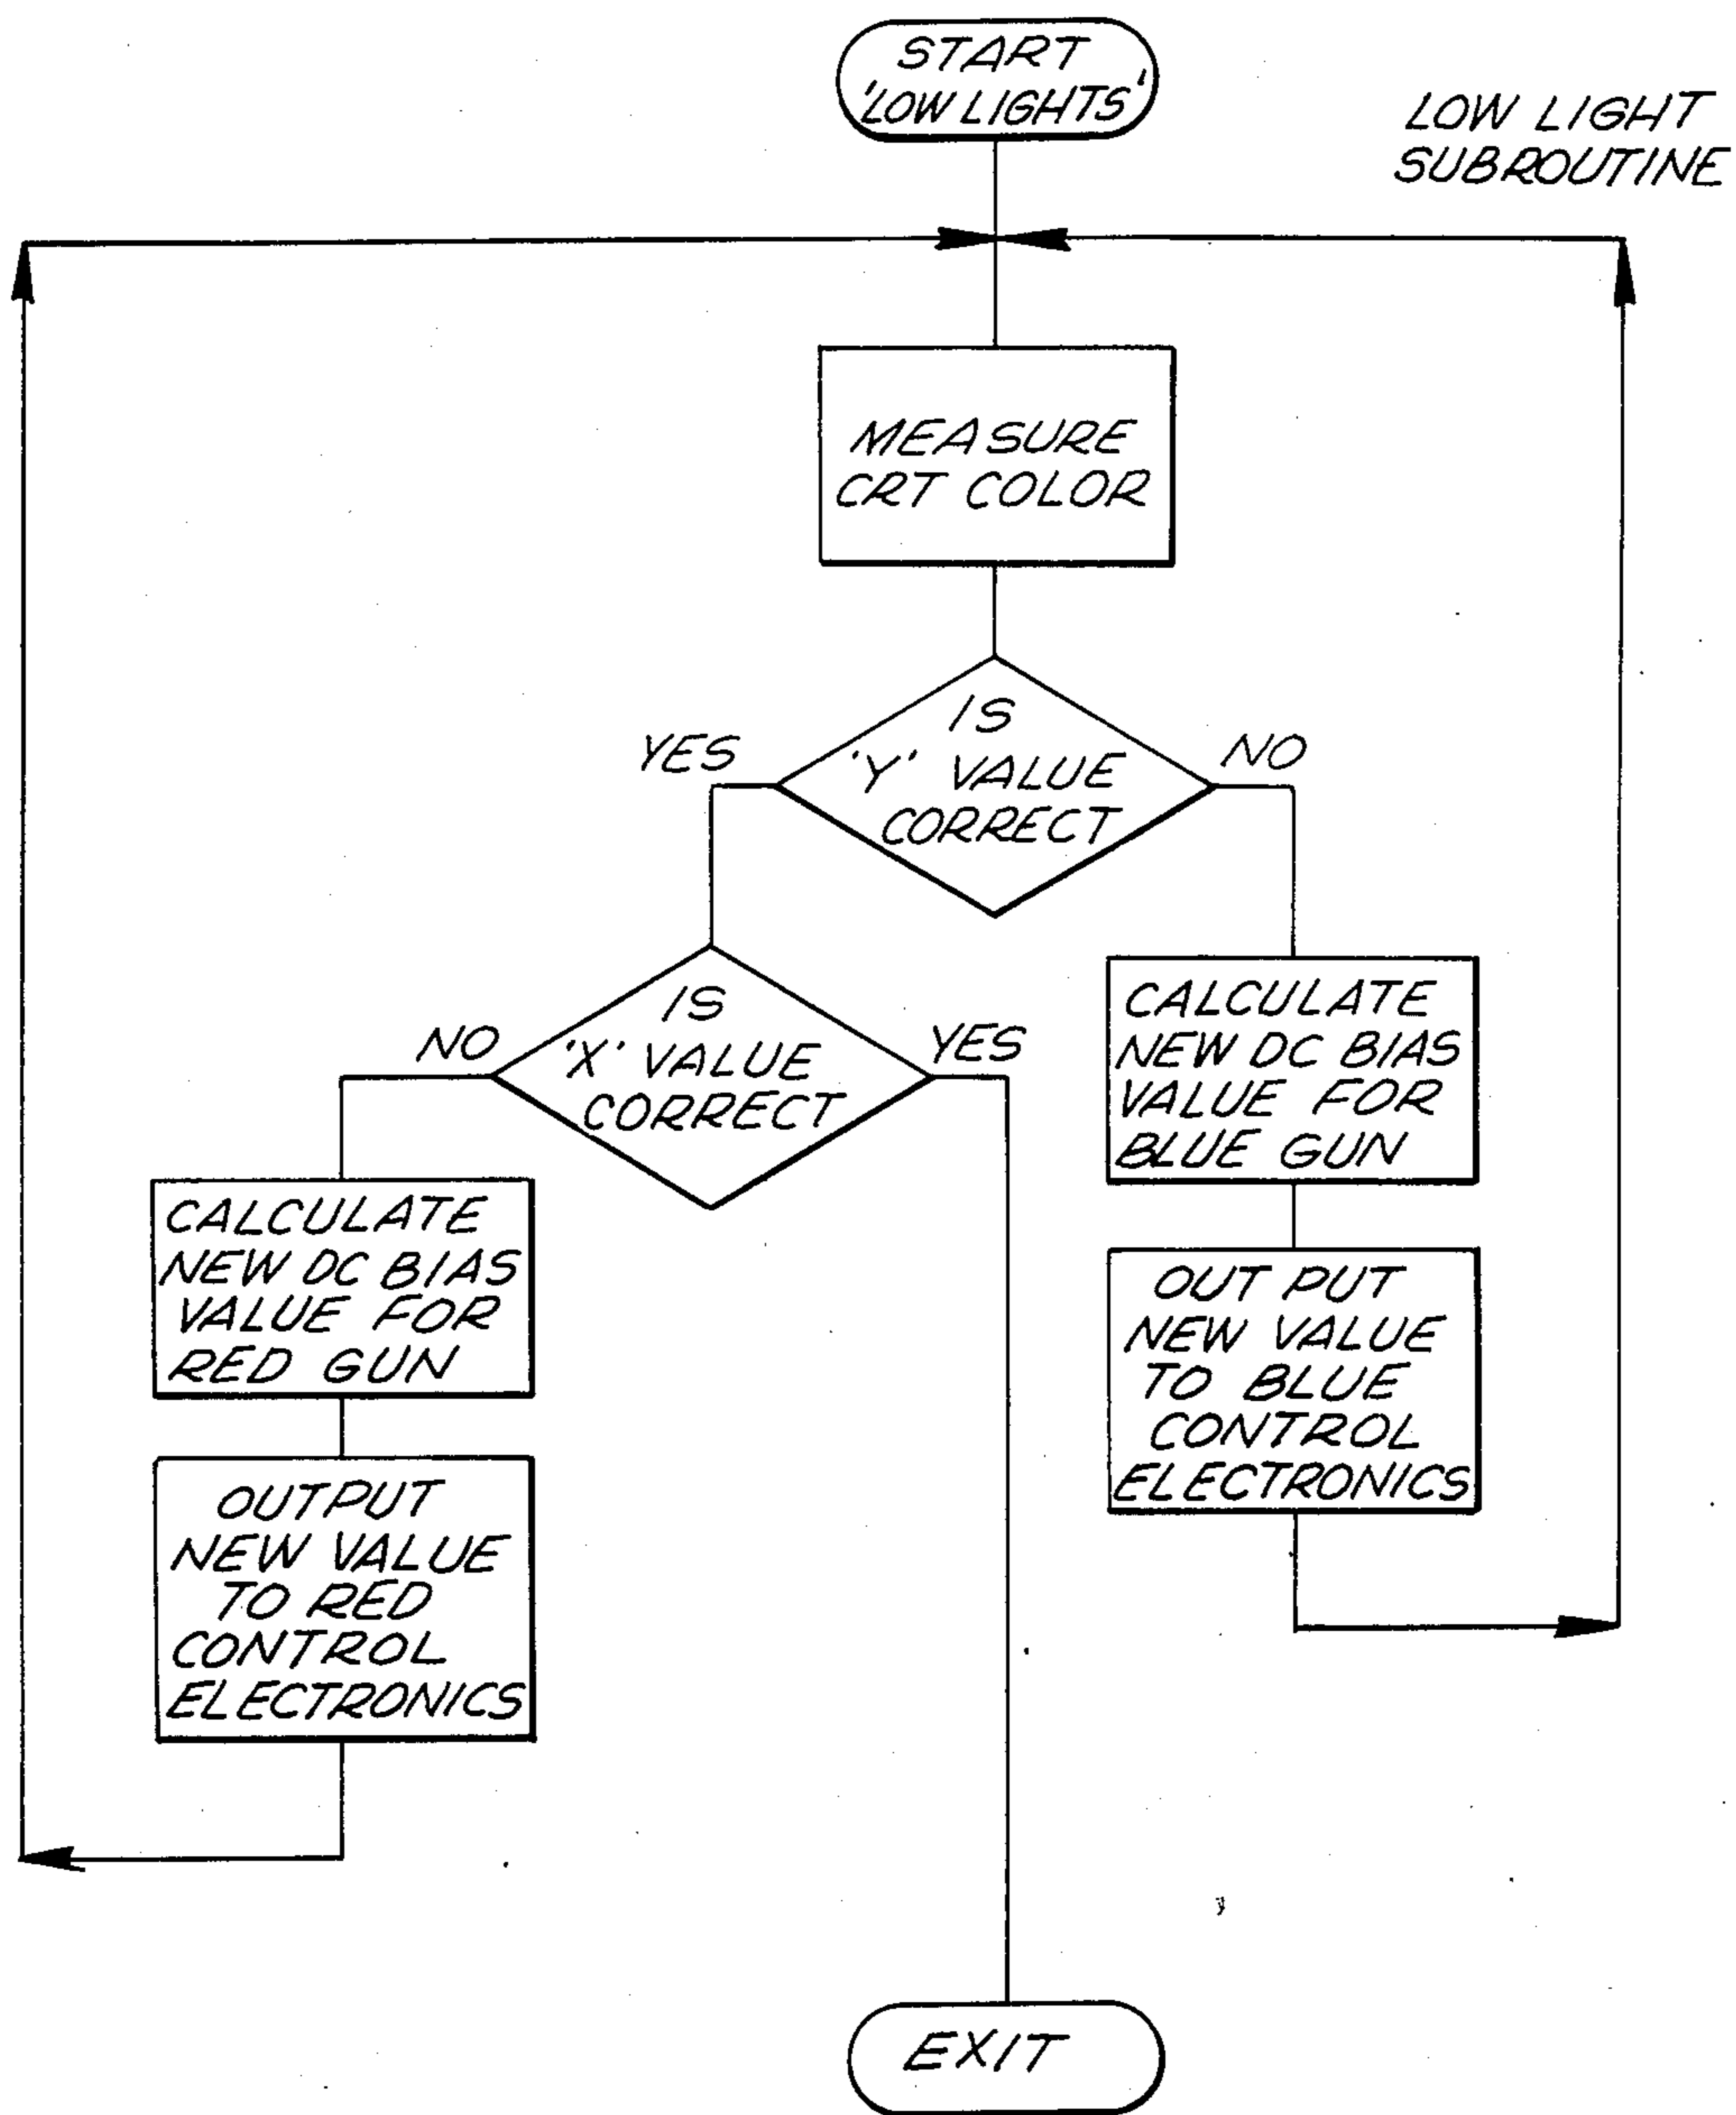 START
'LOW LIGHTS'
LOW LIGHT
SUBROUTINE
MEASURE
CRT COLOR
IS
'Y' VALUE
CORRECT
YES
NO
IS
'X' VALUE
CORRECT
NO
YES
CALCULATE
NEW DC BIAS
VALUE FOR
BLUE GUN
CALCULATE
NEW DC BIAS
VALUE FOR
RED GUN
OUT PUT
NEW VALUE
TO BLUE
CONTROL
ELECTRONICS
OUTPUT
NEW VALUE
TO RED
CONTROL
ELECTRONICS
EXIT